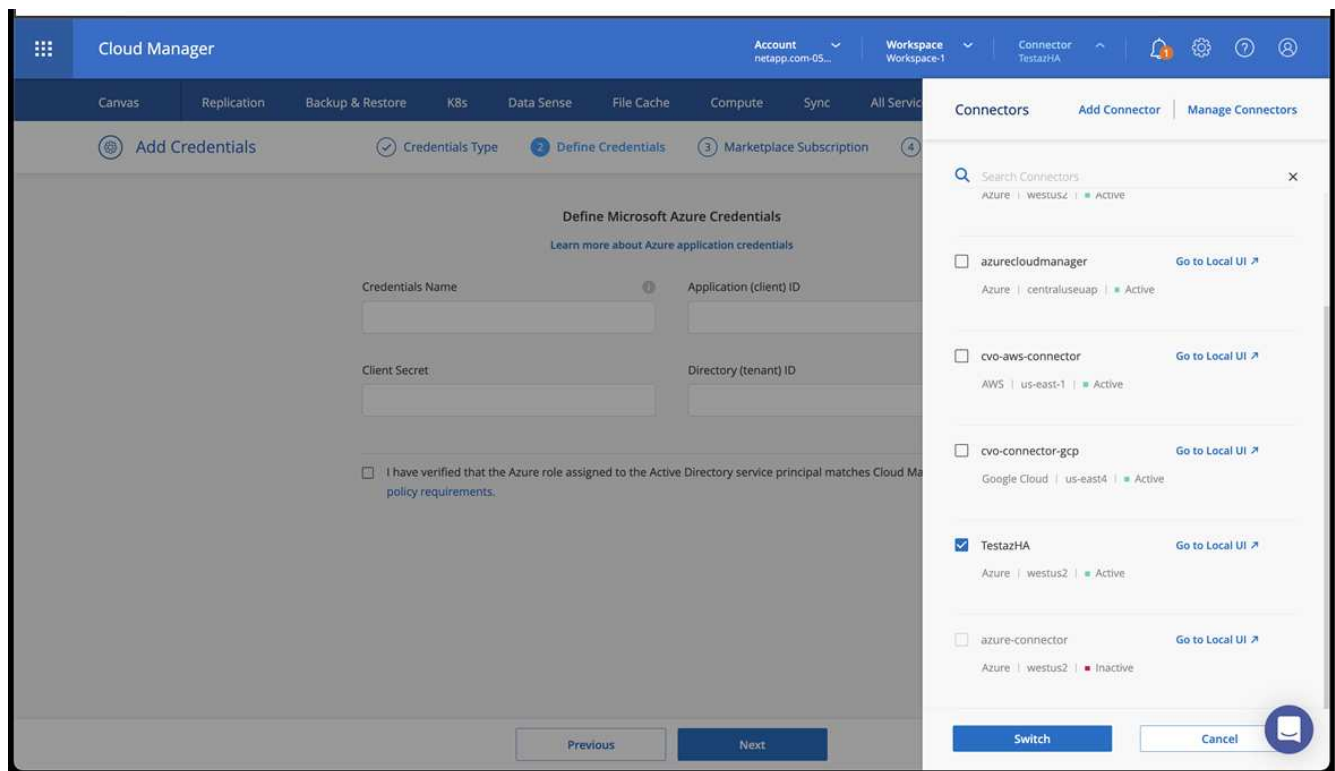 Cloud Manager
Account
netapp.com-05...
Workspace
Workspace-1
Connector
TestazHA
1
Canvas
Replication
Backup & Restore
K8s
Data Sense
File Cache
Compute
Sync
All Servic
Add Credentials
Credentials Type
2 Define Credentials
3 Marketplace Subscription
4
Define Microsoft Azure Credentials
Learn more about Azure application credentials
Credentials Name
Application (client) ID
Client Secret
Directory (tenant) ID
I have verified that the Azure role assigned to the Active Directory service principal matches Cloud Ma
policy requirements.
Previous
Next
Connectors
Add Connector
Manage Connectors
Search Connectors
Azure | westus2 | Active
azurecloudmanager
Go to Local UI
Azure | centraluseuap | Active
cvo-aws-connector
Go to Local UI
AWS | us-east-1 | Active
cvo-connector-gcp
Go to Local UI
Google Cloud | us-east4 | Active
TestazHA
Go to Local UI
Azure | westus2 | Active
azure-connector
Go to Local UI
Azure | westus2 | Inactive
Switch
Cancel